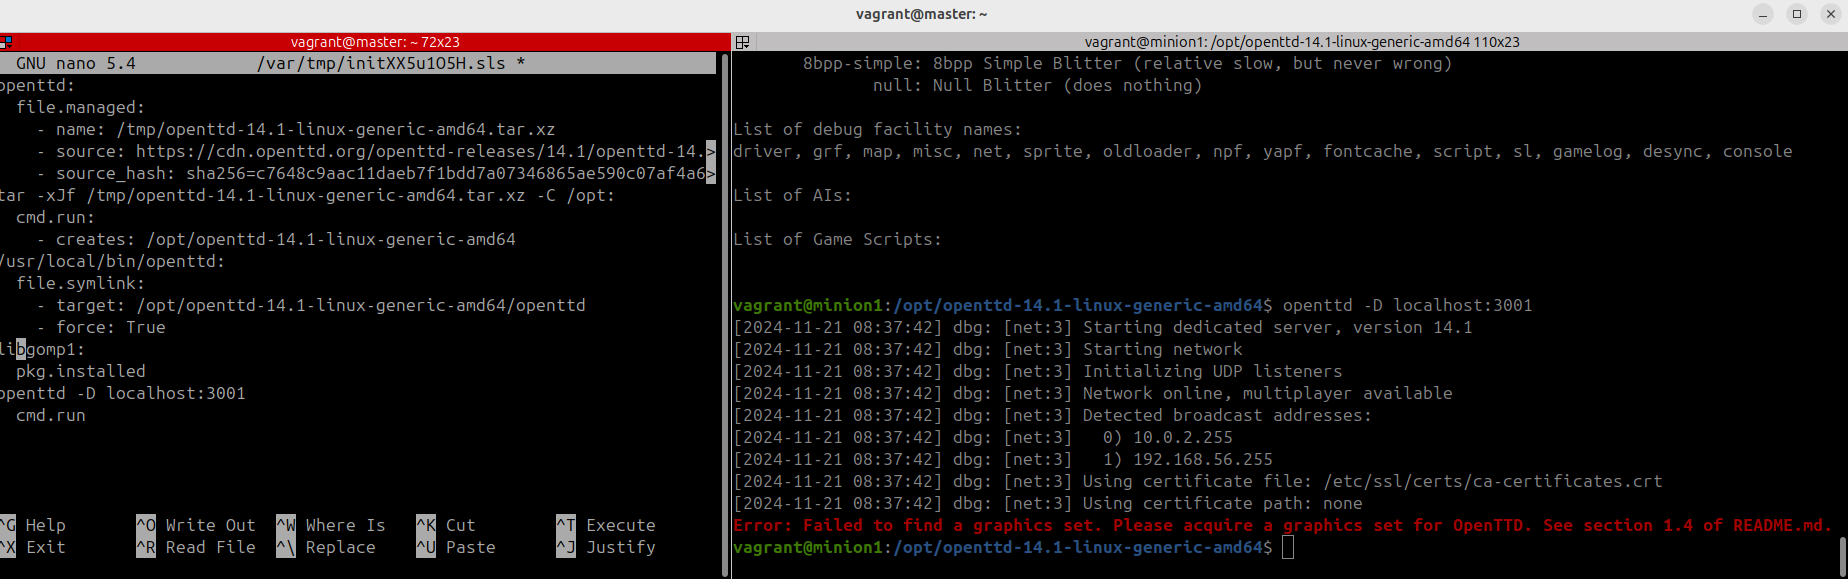 vagrant@master: ~
vagrant@master: ~ 72x23
GNU nano 5.4 /var/tmp/initXX5u1O5H.sls *
openttd:
file.managed:
- name: /tmp/openttd-14.1-linux-generic-amd64.tar.xz
- source: https://cdn.openttd.org/openttd-releases/14.1/openttd-14.>
- source_hash: sha256=c7648c9aac11daeb7f1bdd7a07346865ae590c07af4a6>
tar -xJf /tmp/openttd-14.1-linux-generic-amd64.tar.xz -C /opt:
cmd.run:
- creates: /opt/openttd-14.1-linux-generic-amd64
/usr/local/bin/openttd:
file.symlink:
- target: /opt/openttd-14.1-linux-generic-amd64/openttd
- force: True
libgomp1:
pkg.installed
openttd -D localhost:3001
cmd.run
^G Help ^O Write Out ^W Where Is ^K Cut ^T Execute
^X Exit ^R Read File ^\ Replace ^U Paste ^J Justify
vagrant@minion1: /opt/openttd-14.1-linux-generic-amd64 110x23
8bpp-simple: 8bpp Simple Blitter (relative slow, but never wrong)
null: Null Blitter (does nothing)
List of debug facility names:
driver, grf, map, misc, net, sprite, oldloader, npf, yapf, fontcache, script, sl, gamelog, desync, console
List of AIs:
List of Game Scripts:
vagrant@minion1:/opt/openttd-14.1-linux-generic-amd64$ openttd -D localhost:3001
[2024-11-21 08:37:42] dbg: [net:3] Starting dedicated server, version 14.1
[2024-11-21 08:37:42] dbg: [net:3] Starting network
[2024-11-21 08:37:42] dbg: [net:3] Initializing UDP listeners
[2024-11-21 08:37:42] dbg: [net:3] Network online, multiplayer available
[2024-11-21 08:37:42] dbg: [net:3] Detected broadcast addresses:
[2024-11-21 08:37:42] dbg: [net:3] 0) 10.0.2.255
[2024-11-21 08:37:42] dbg: [net:3] 1) 192.168.56.255
[2024-11-21 08:37:42] dbg: [net:3] Using certificate file: /etc/ssl/certs/ca-certificates.crt
[2024-11-21 08:37:42] dbg: [net:3] Using certificate path: none
Error: Failed to find a graphics set. Please acquire a graphics set for OpenTTD. See section 1.4 of README.md.
vagrant@minion1:/opt/openttd-14.1-linux-generic-amd64$